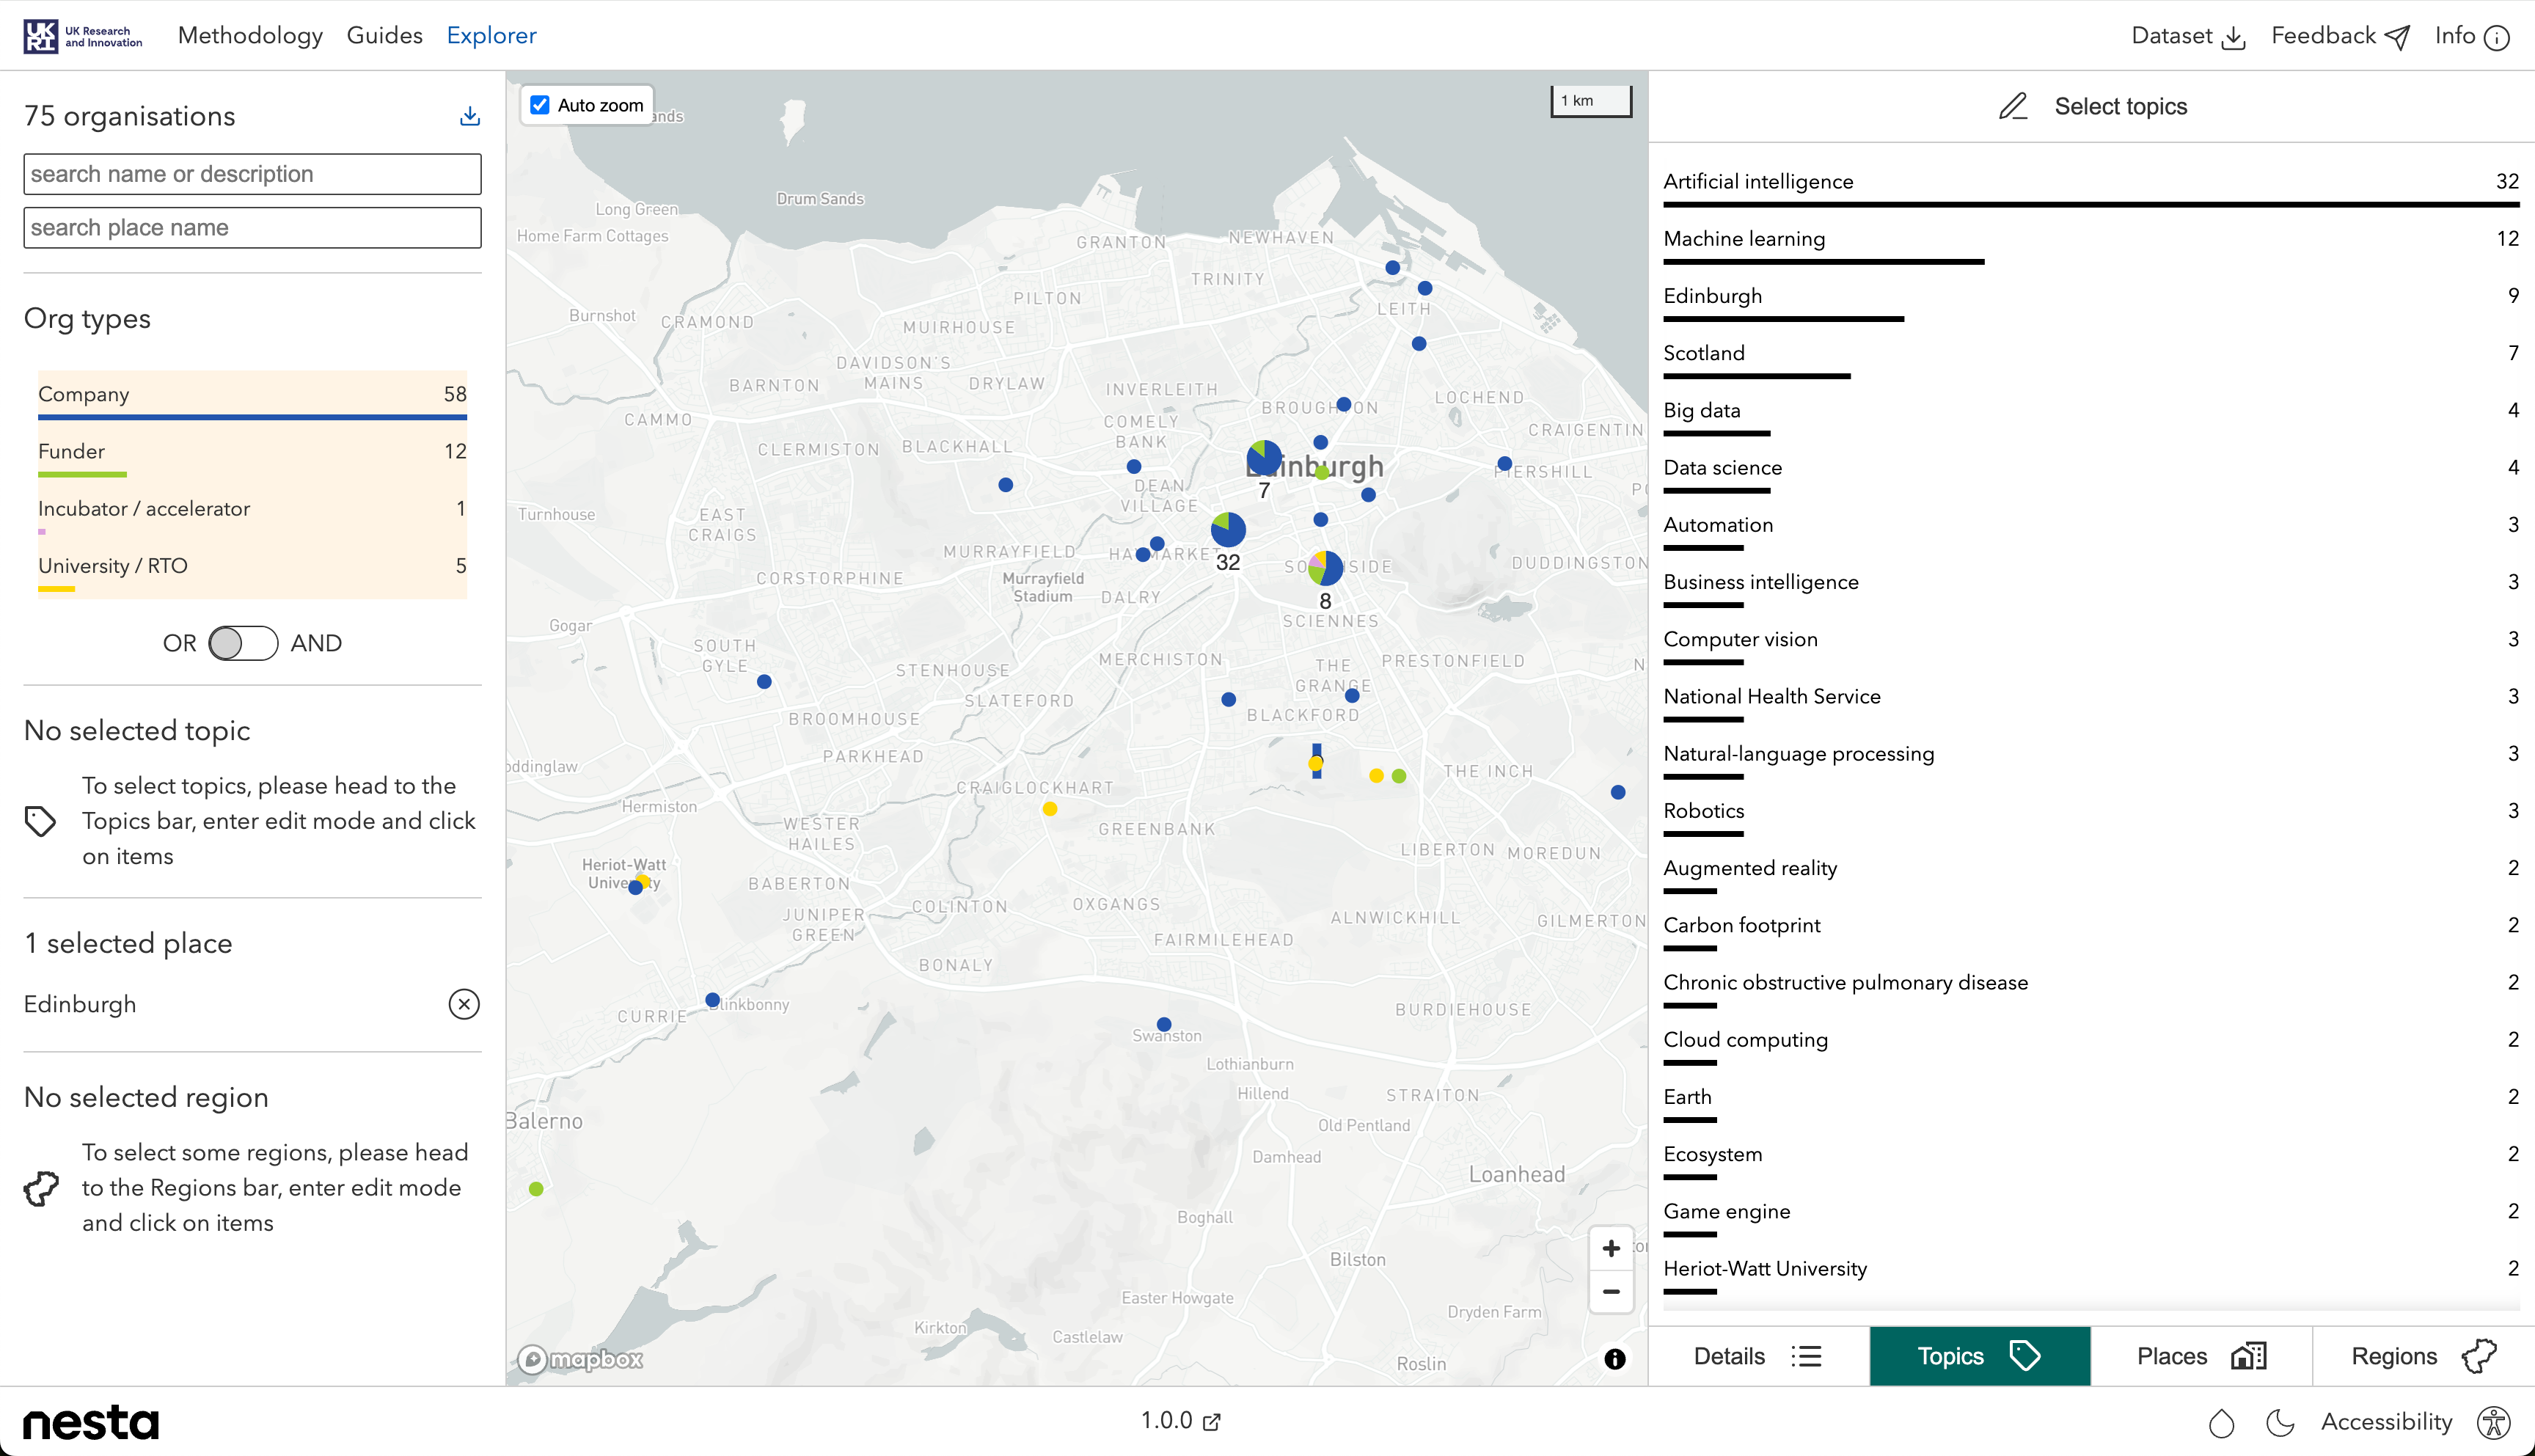 UK
RI
UK Research
and Innovation
Methodology
Guides
Explorer
Dataset
Feedback
Info
75 organisations
search name or description
search place name
Org types
Company 58
Funder 12
Incubator / accelerator 1
University / RTO 5
OR AND
No selected topic
To select topics, please head to the
Topics bar, enter edit mode and click
on items
1 selected place
Edinburgh
No selected region
To select some regions, please head
to the Regions bar, enter edit mode
and click on items
Auto zoom
1 km
Drum Sands
Long Green
Home Farm Cottages
GRANTON
NEWHAVEN
TRINITY
PILTON
LEITH
Burnshot
CRAMOND
MUIRHOUSE
DAVIDSON'S
MAINS
BARNTON
DRYLAW
INVERLEITH
LOCHEND
BROUGHTON
CAMMO
COMELY
BANK
CRAIGENTIN
CLERMISTON
BLACKHALL
Edinburgh
PIERSHILL
7
DEAN
VILLAGE
Turnhouse
EAST
CRAIGS
MURRAYFIELD
HAYMARKET
32
SOUTHSIDE
DUDDINGSTON
CORSTORPHINE
Murrayfield
Stadium
DALRY
8
SCIENNES
Gogar
SOUTH
GYLE
STENHOUSE
MERCHISTON
THE
GRANGE
PRESTONFIELD
SLATEFORD
BROOMHOUSE
BLACKFORD
PARKHEAD
oddinglaw
CRAIGLOCKHART
THE INCH
Hermiston
WESTER
HAILES
GREENBANK
LIBERTON
MOREDUN
Heriot-Watt
University
BABERTON
COLINTON
OXGANGS
JUNIPER
GREEN
ALNWICKHILL
GILMERTON
FAIRMILEHEAD
BONALY
Blinkbonny
CURRIE
BURDIEHOUSE
Swanston
Lothianburn
Hillend
STRAITON
Balerno
Old Pentland
Damhead
Loanhead
Boghall
Bilston
Easter Howgate
Dryden Farm
Kirkton
Castlelaw
Roslin
mapbox
Select topics
Artificial intelligence 32
Machine learning 12
Edinburgh 9
Scotland 7
Big data 4
Data science 4
Automation 3
Business intelligence 3
Computer vision 3
National Health Service 3
Natural-language processing 3
Robotics 3
Augmented reality 2
Carbon footprint 2
Chronic obstructive pulmonary disease 2
Cloud computing 2
Earth 2
Ecosystem 2
Game engine 2
Heriot-Watt University 2
Details
Topics
Places
Regions
nesta
1.0.0
Accessibility